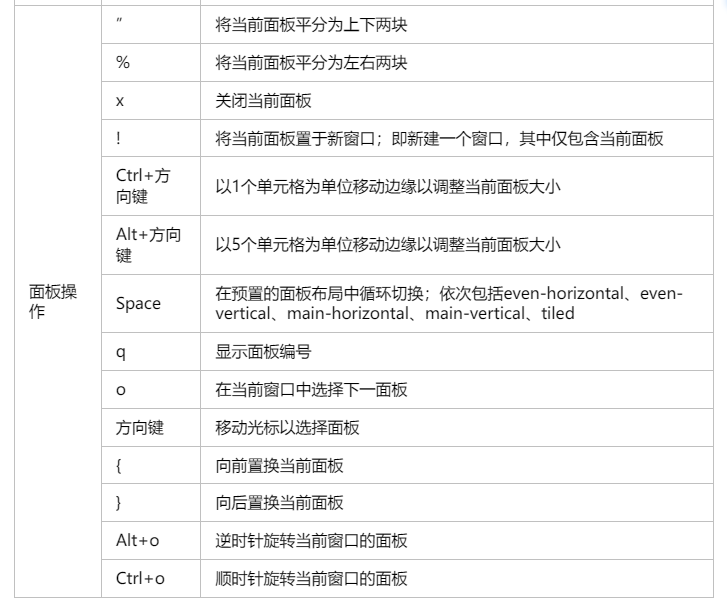 面板操
作
”
将当前面板平分为上下两块
%
将当前面板平分为左右两块
x
关闭当前面板
!
将当前面板置于新窗口；即新建一个窗口，其中仅包含当前面板
Ctrl+方
向键
以1个单元格为单位移动边缘以调整当前面板大小
Alt+方向
键
以5个单元格为单位移动边缘以调整当前面板大小
Space
在预置的面板布局中循环切换；依次包括even-horizontal、even-
vertical、main-horizontal、main-vertical、tiled
q
显示面板编号
o
在当前窗口中选择下一面板
方向键
移动光标以选择面板
{
向前置换当前面板
}
向后置换当前面板
Alt+o
逆时针旋转当前窗口的面板
Ctrl+o
顺时针旋转当前窗口的面板